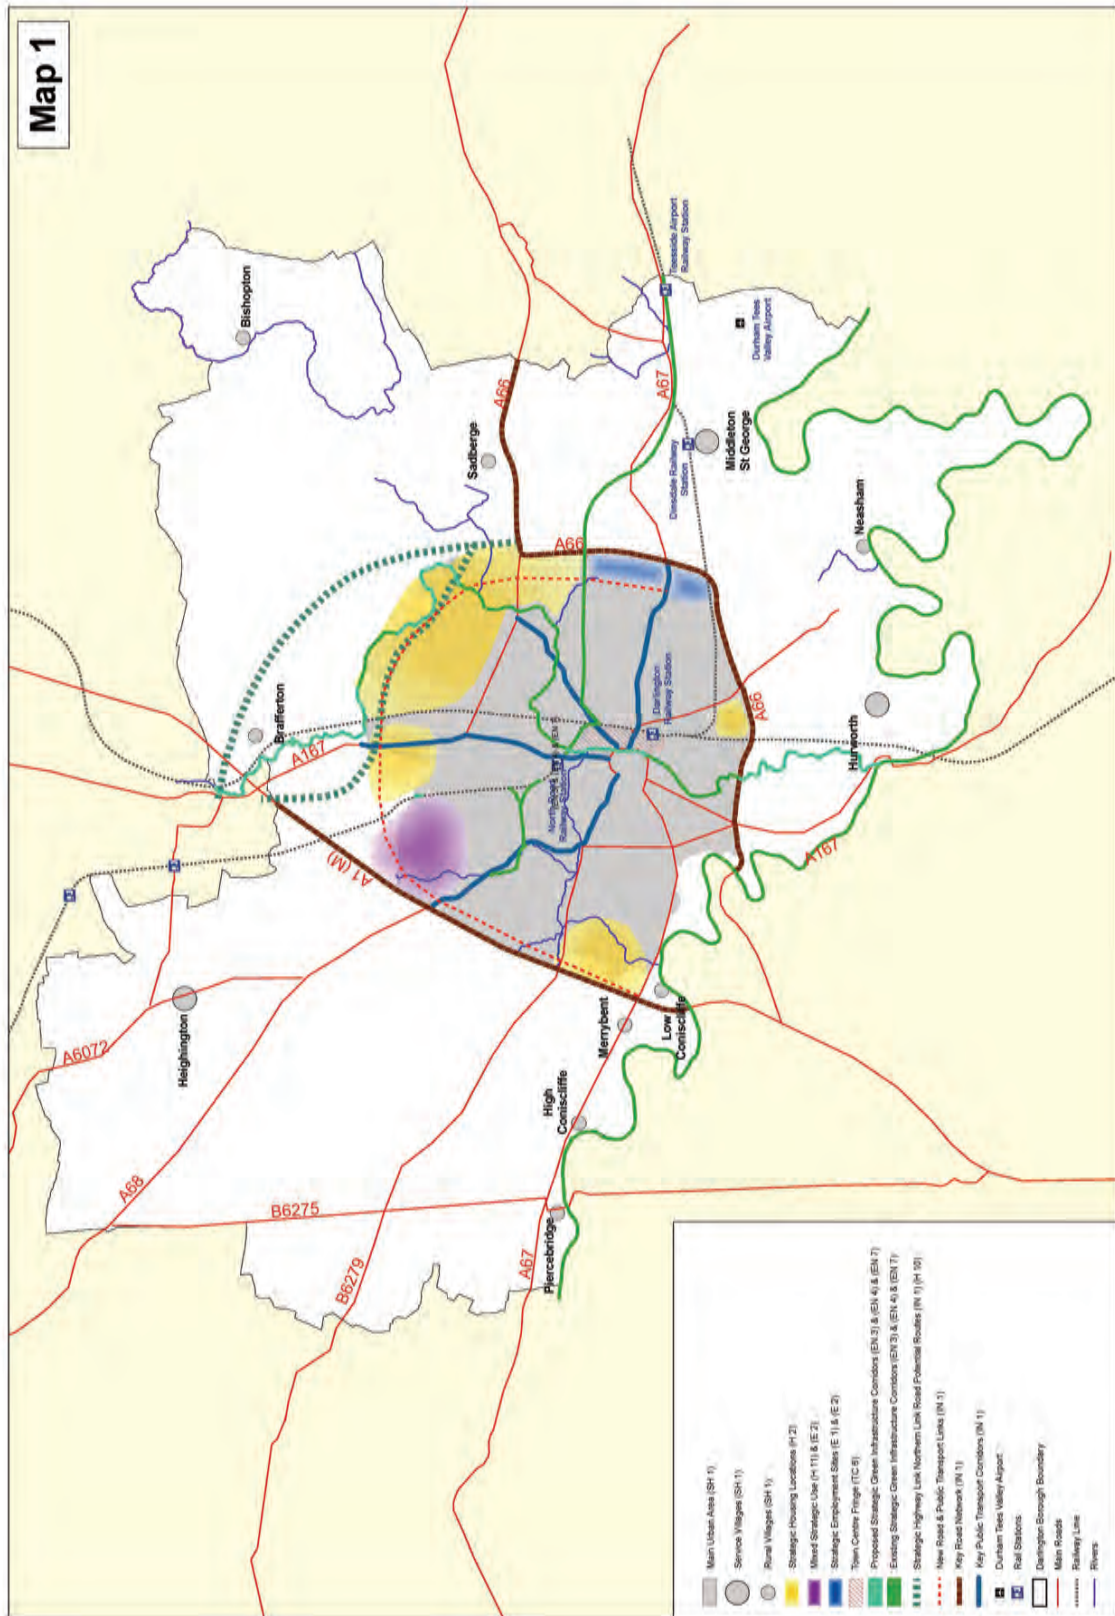 Map 1
Bishopton
Sadberge
A66
A67
Teesside Airport
Railway Station
Durham Tees
Valley Airport
Dinsdale Railway
Station
Middleton
St George
Neasham
A66
Brafferton
A167
Darlington
Railway Station
A66
Hurworth
North Road
Railway Station
A167
A1 (M)
Heighington
A6072
A68
B6275
B6279
A67
Merrybent
Low
Coniscliffe
High
Coniscliffe
Piercebridge
Main Urban Area (SH 1)
Service Villages (SH 1)
Rural Villages (SH 1)
Strategic Housing Locations (H 2)
Mixed Strategic Use (H 11) & (E 2)
Strategic Employment Sites (E 1) & (E 2)
Town Centre Fringe (TC 6)
Proposed Strategic Green Infrastructure Corridors (EN 3) & (EN 4) & (EN 7)
Existing Strategic Green Infrastructure Corridors (EN 3) & (EN 4) & (EN 7)
Strategic Highway Link Northern Link Road Potential Routes (IN 1) (H 10)
New Road & Public Transport Links (IN 1)
Key Road Network (IN 1)
Key Public Transport Corridors (IN 1)
Durham Tees Valley Airport
Rail Stations
Darlington Borough Boundary
Main Roads
Railway Line
Rivers